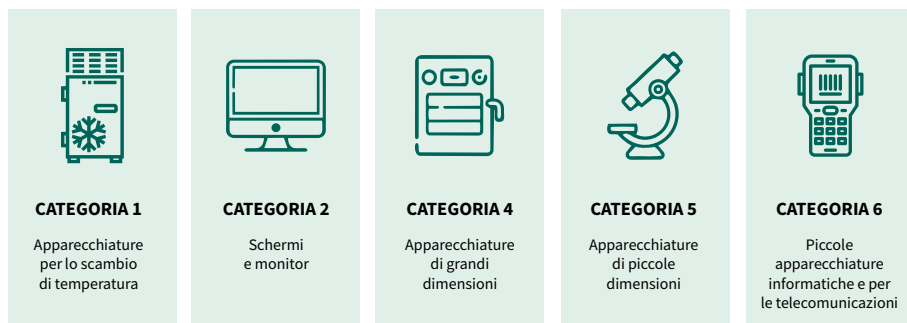 CATEGORIA 1
Apparecchiature
per lo scambio
di temperatura
CATEGORIA 2
Schermi
e monitor
CATEGORIA 4
Apparecchiature
di grandi
dimensioni
CATEGORIA 5
Apparecchiature
di piccole
dimensioni
CATEGORIA 6
Piccole
apparecchiature
informatiche e per
le telecomunicazioni